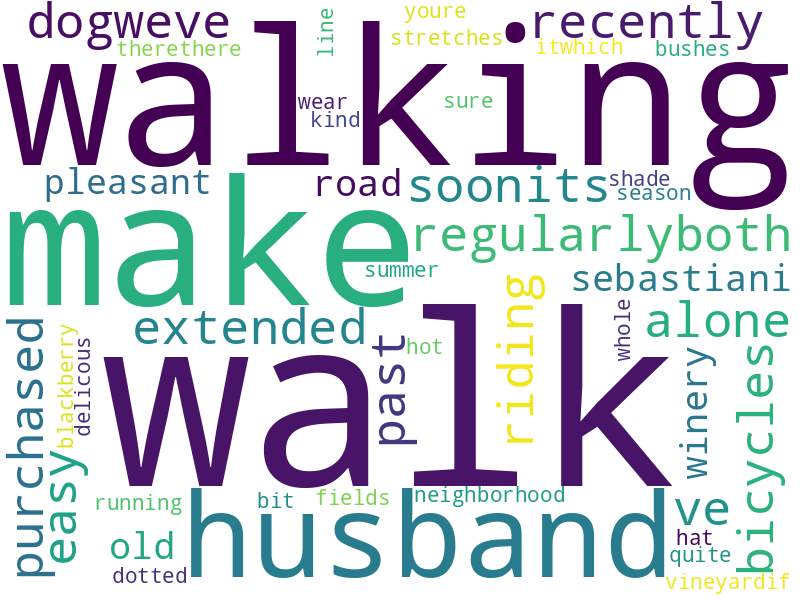 dogweve
youre
recently
therethere
line
stretches
itwhich
bushes
walking
wear
kind
sure
pleasant
road
soonits
shade
season
make
regularlyboth
summer
sebastiani
extended
riding
whole
alone
purchased
blackberry
delicous
past
hot
winery
bicycles
walk
easy
running
bit
fields
neighborhood
ve
husband
old
hat
quite
dotted
vineyardif